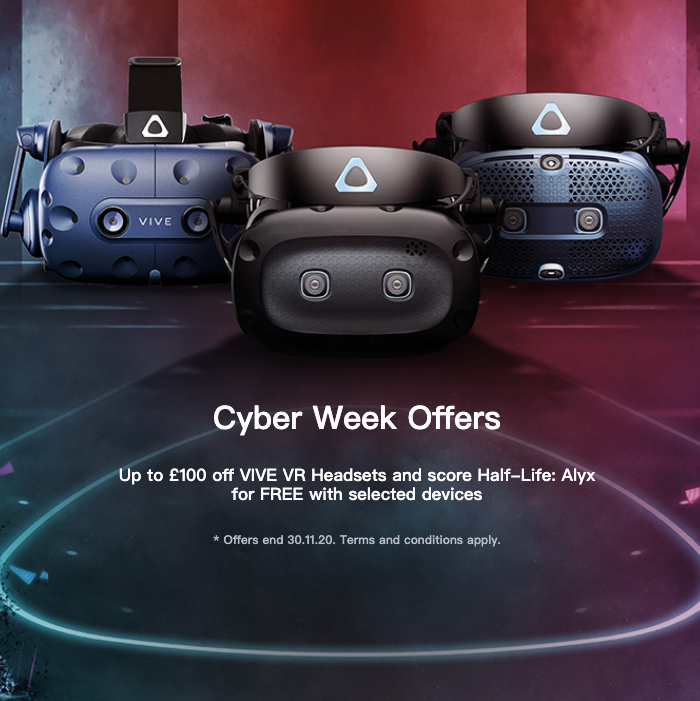 VIVE
Cyber Week Offers
Up to £100 off VIVE VR Headsets and score Half-Life: Alyx
for FREE with selected devices
* Offers end 30.11.20. Terms and conditions apply.